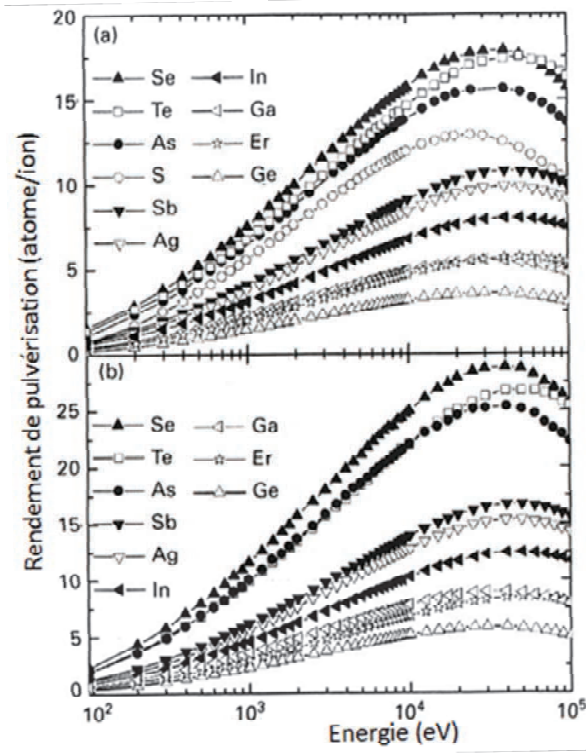 20
(a)
Se
In
Te
Ga
As
Er
S
Ge
Sb
Ag
15
10
5
0
(b)
Se
Ga
Te
Er
As
Ge
Sb
Ag
In
25
20
15
10
5
0
Rendement de pulvérisation (atome/ion)
10² 10³ 10⁴ 10⁵
Energie (eV)